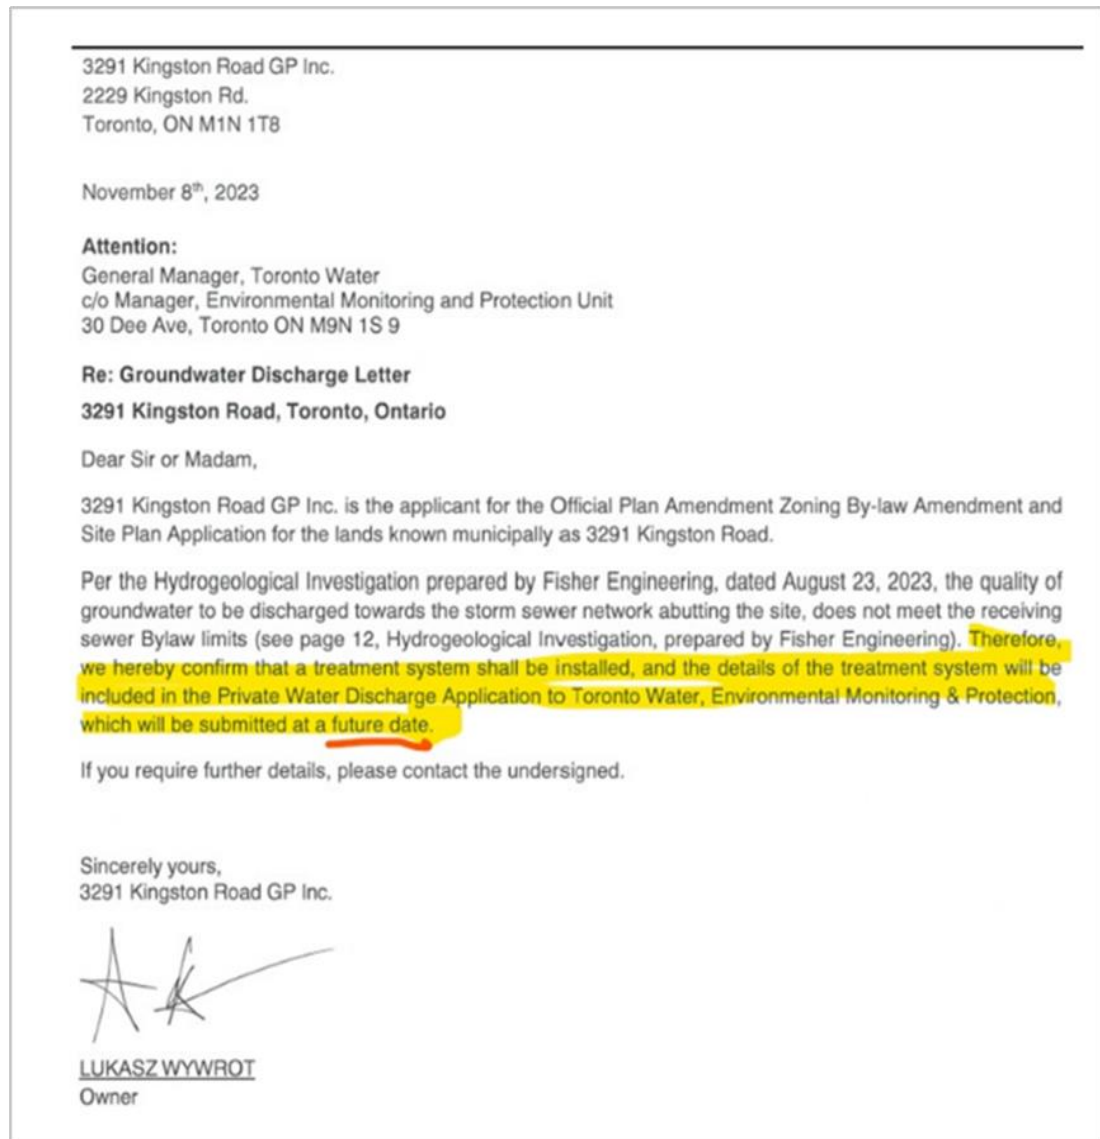 3291 Kingston Road GP Inc.
2229 Kingston Rd.
Toronto, ON M1N 1T8
November 8th, 2023
Attention:
General Manager, Toronto Water
c/o Manager, Environmental Monitoring and Protection Unit
30 Dee Ave, Toronto ON M9N 1S 9
Re: Groundwater Discharge Letter
3291 Kingston Road, Toronto, Ontario
Dear Sir or Madam,
3291 Kingston Road GP Inc. is the applicant for the Official Plan Amendment Zoning By-law Amendment and
Site Plan Application for the lands known municipally as 3291 Kingston Road.
Per the Hydrogeological Investigation prepared by Fisher Engineering, dated August 23, 2023, the quality of
groundwater to be discharged towards the storm sewer network abutting the site, does not meet the receiving
sewer Bylaw limits (see page 12, Hydrogeological Investigation, prepared by Fisher Engineering). Therefore,
we hereby confirm that a treatment system shall be installed, and the details of the treatment system will be
included in the Private Water Discharge Application to Toronto Water, Environmental Monitoring & Protection,
which will be submitted at a future date.
If you require further details, please contact the undersigned.
Sincerely yours,
3291 Kingston Road GP Inc.
LUKASZ WYWROT
Owner